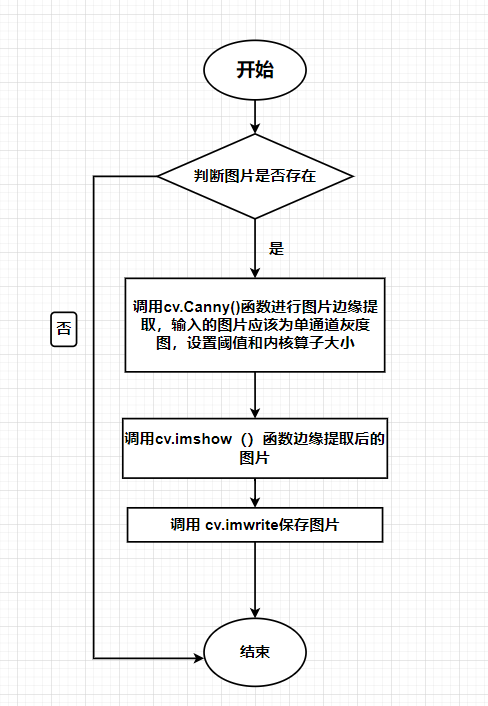 开始
判断图片是否存在
是
否
调用cv.Canny()函数进行图片边缘提
取，输入的图片应该为单通道灰度
图，设置阈值和内核算子大小
调用cv.imshow（）函数边缘提取后的
图片
调用 cv.imwrite保存图片
结束